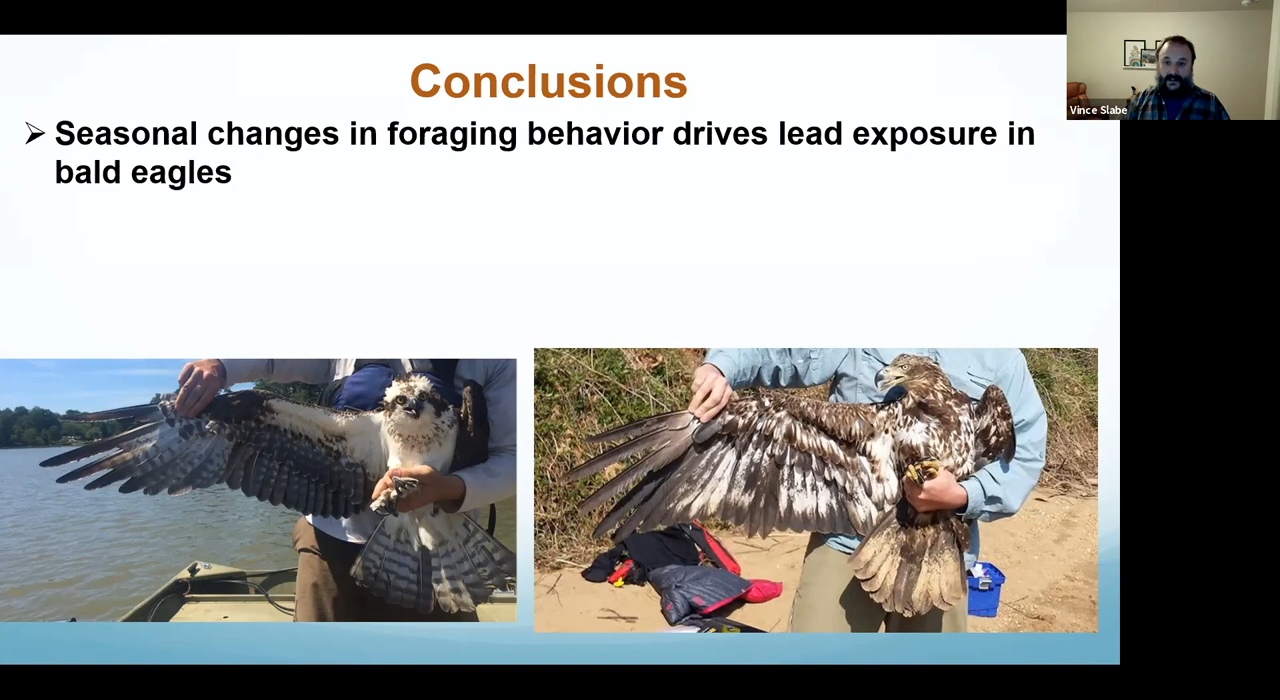 Conclusions
Seasonal changes in foraging behavior drives lead exposure in
bald eagles
Vince Slabe